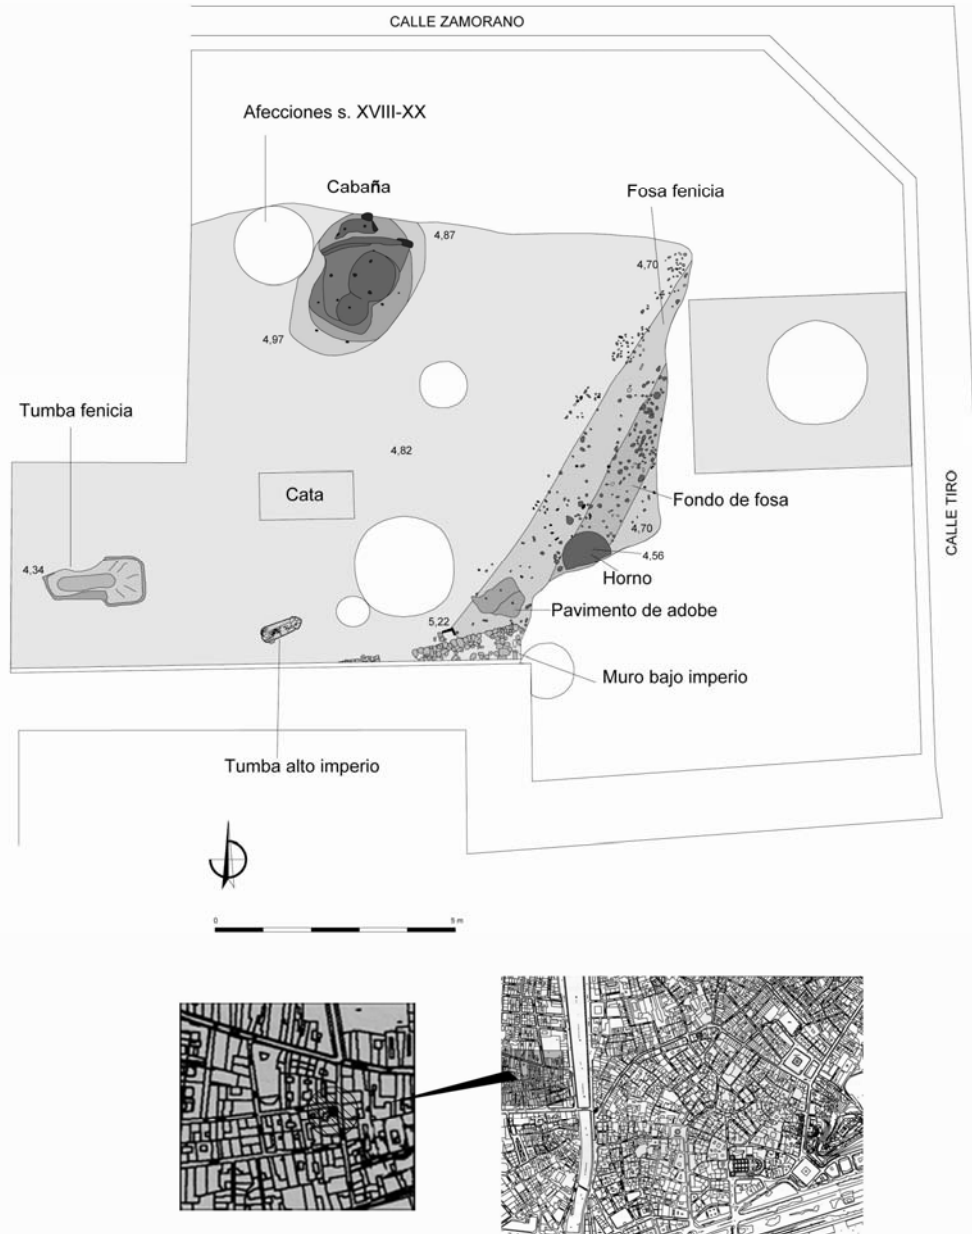 CALLE ZAMORANO
Afecciones s. XVIII-XX
Cabaña
Fosa fenicia
4,87
4,70
4,97
Tumba fenicia
4,82
Cata
Fondo de fosa
CALLE TIRO
4,70
4,56
4,34
Horno
Pavimento de adobe
5,22
Muro bajo imperio
Tumba alto imperio
0
5 m